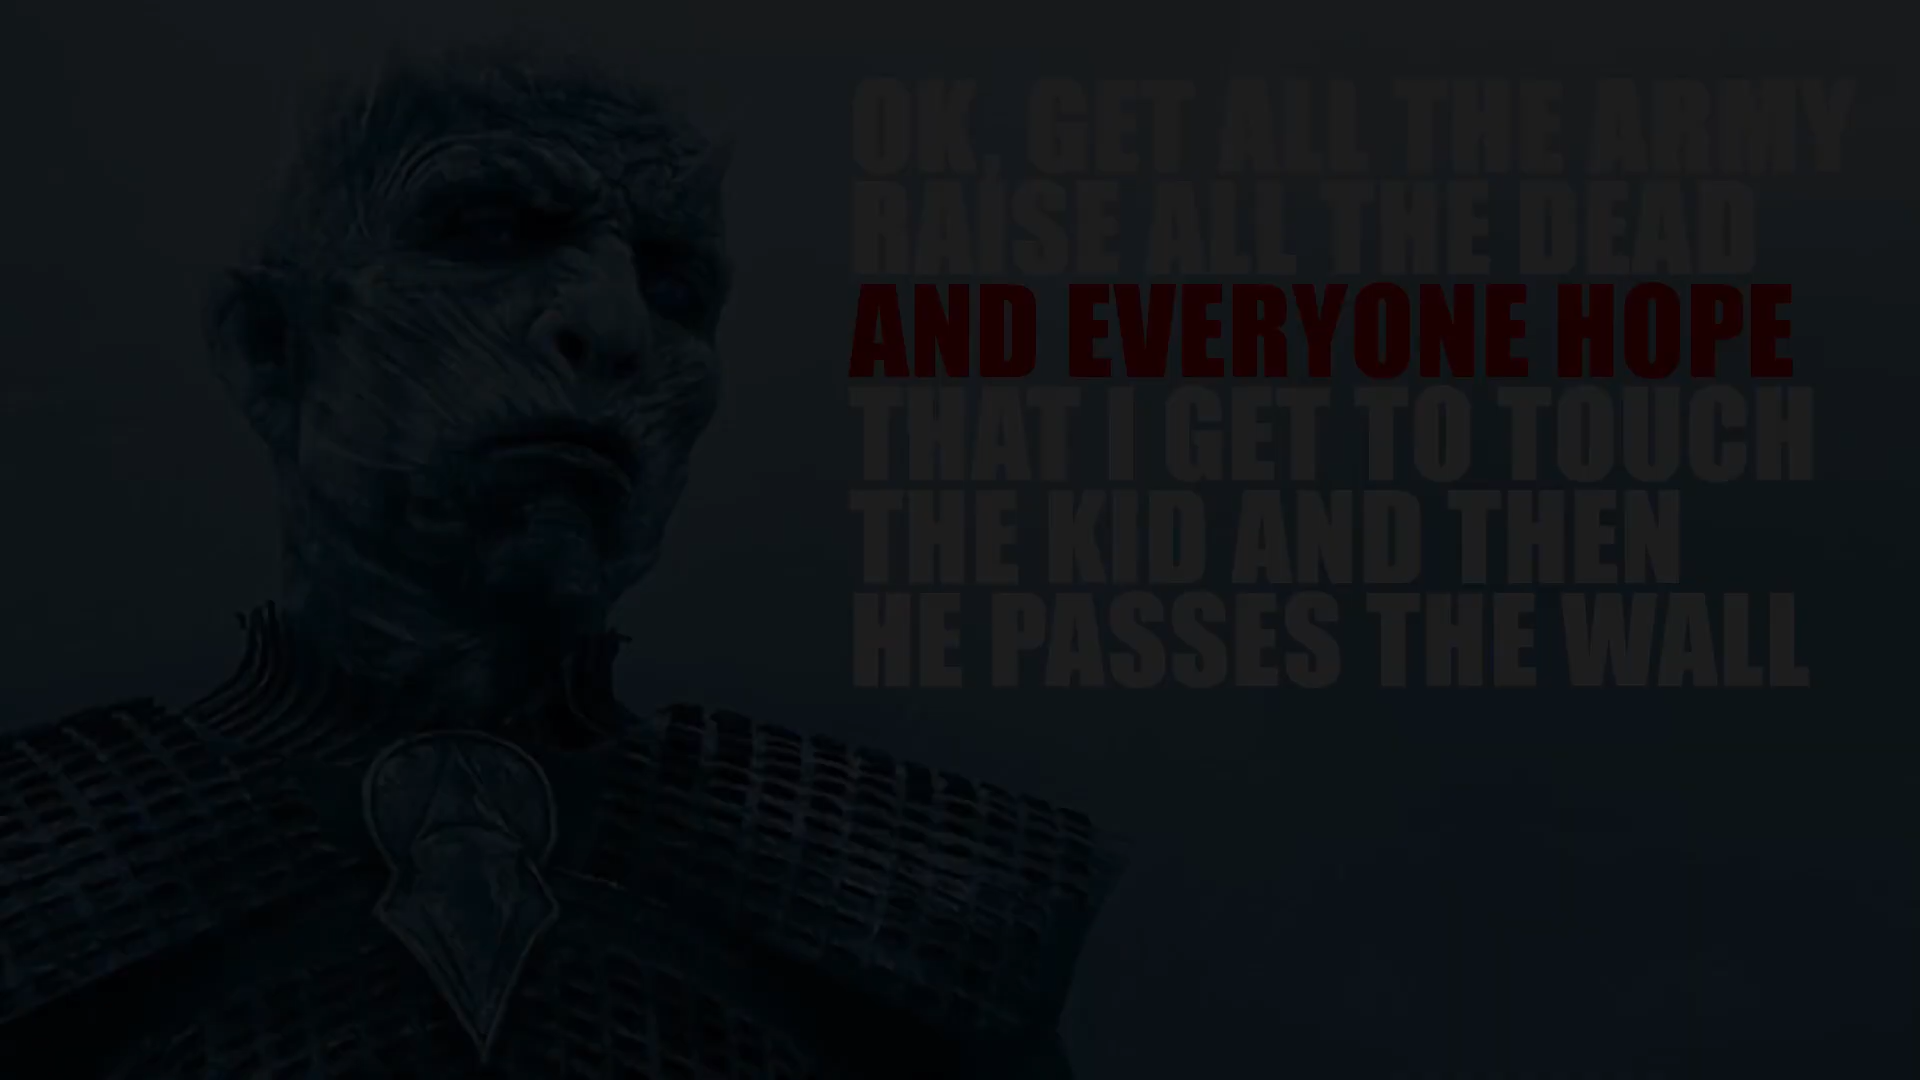 OK, GET ALL THE ARMY
RAISE ALL THE DEAD
AND EVERYONE HOPE
THAT I GET TO TOUCH
THE KID AND THEN
HE PASSES THE WALL